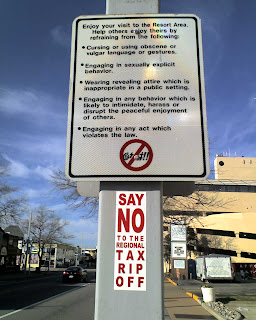 Enjoy your visit to the Resort Area.
Help others enjoy theirs by
refraining from the following:
• Cursing or using obscene or
vulgar language or gestures.
• Engaging in sexually explicit
behavior.
• Wearing revealing attire which is
inappropriate in a public setting.
• Engaging in any behavior which is
likely to intimidate, harass or
disrupt the peaceful enjoyment
of others.
• Engaging in any act which
violates the law.
SAY
NO
TO THE
REGIONAL
TAX
RIP
OFF